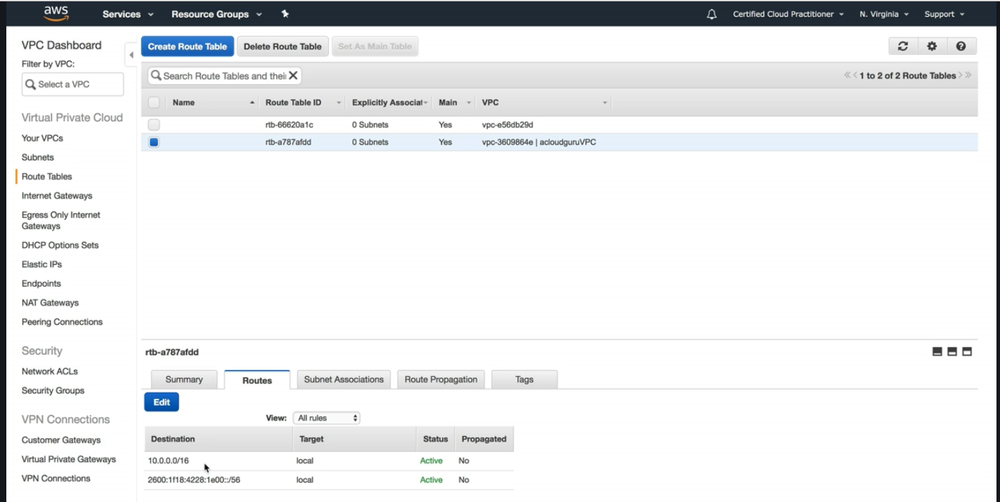 aws Services Resource Groups Certified Cloud Practitioner N. Virginia Support
VPC Dashboard
Filter by VPC:
Select a VPC
Virtual Private Cloud
Your VPCs
Subnets
Route Tables
Internet Gateways
Egress Only Internet
Gateways
DHCP Options Sets
Elastic IPs
Endpoints
NAT Gateways
Peering Connections
Security
Network ACLs
Security Groups
VPN Connections
Customer Gateways
Virtual Private Gateways
VPN Connections
Create Route Table Delete Route Table Set As Main Table
Search Route Tables and thei 1 to 2 of 2 Route Tables
Name Route Table ID Explicitly Associat Main VPC
rtb-66620a1c 0 Subnets Yes vpc-e56db29d
rtb-a787afdd 0 Subnets Yes vpc-3609864e | acloudguruVPC
rtb-a787afdd
Summary Routes Subnet Associations Route Propagation Tags
Edit
View: All rules
Destination Target Status Propagated
10.0.0.0/16 local Active No
2600:1f18:4228:1e00::/56 local Active No